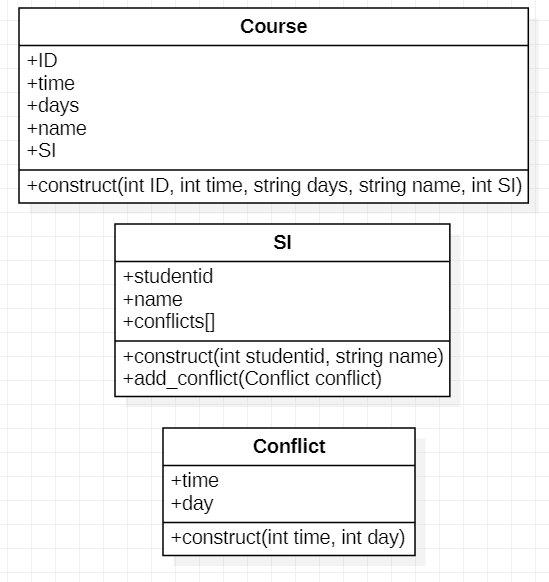 Course
+ID
+time
+days
+name
+SI
+construct(int ID, int time, string days, string name, int SI)
SI
+studentid
+name
+conflicts[]
+construct(int studentid, string name)
+add_conflict(Conflict conflict)
Conflict
+time
+day
+construct(int time, int day)